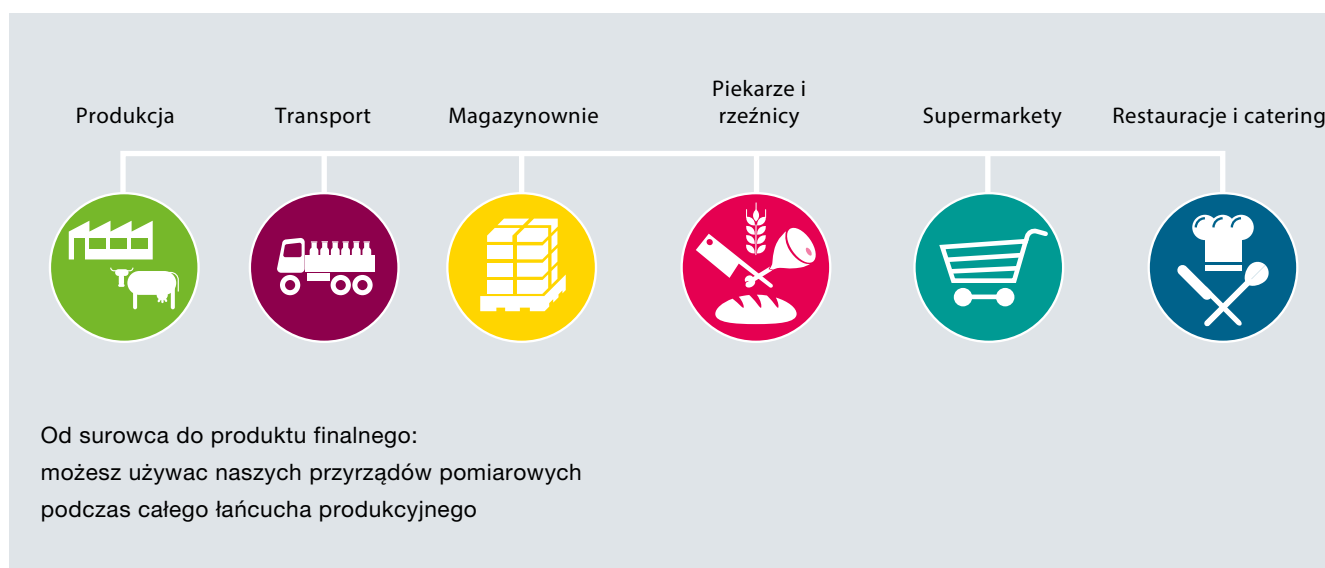 Produkcja
Transport
Magazynownie
Piekarze i
rzeźnicy
Supermarkety
Restauracje i catering
Od surowca do produktu finalnego:
możesz używac naszych przyrządów pomiarowych
podczas całego łańcucha produkcyjnego